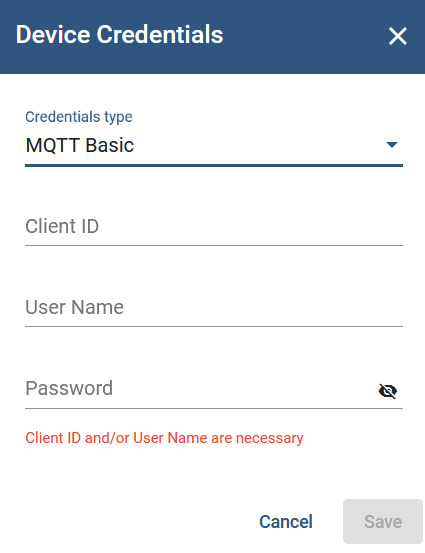 Device Credentials
Credentials type
MQTT Basic
Client ID
User Name
Password
Client ID and/or User Name are necessary
Cancel Save